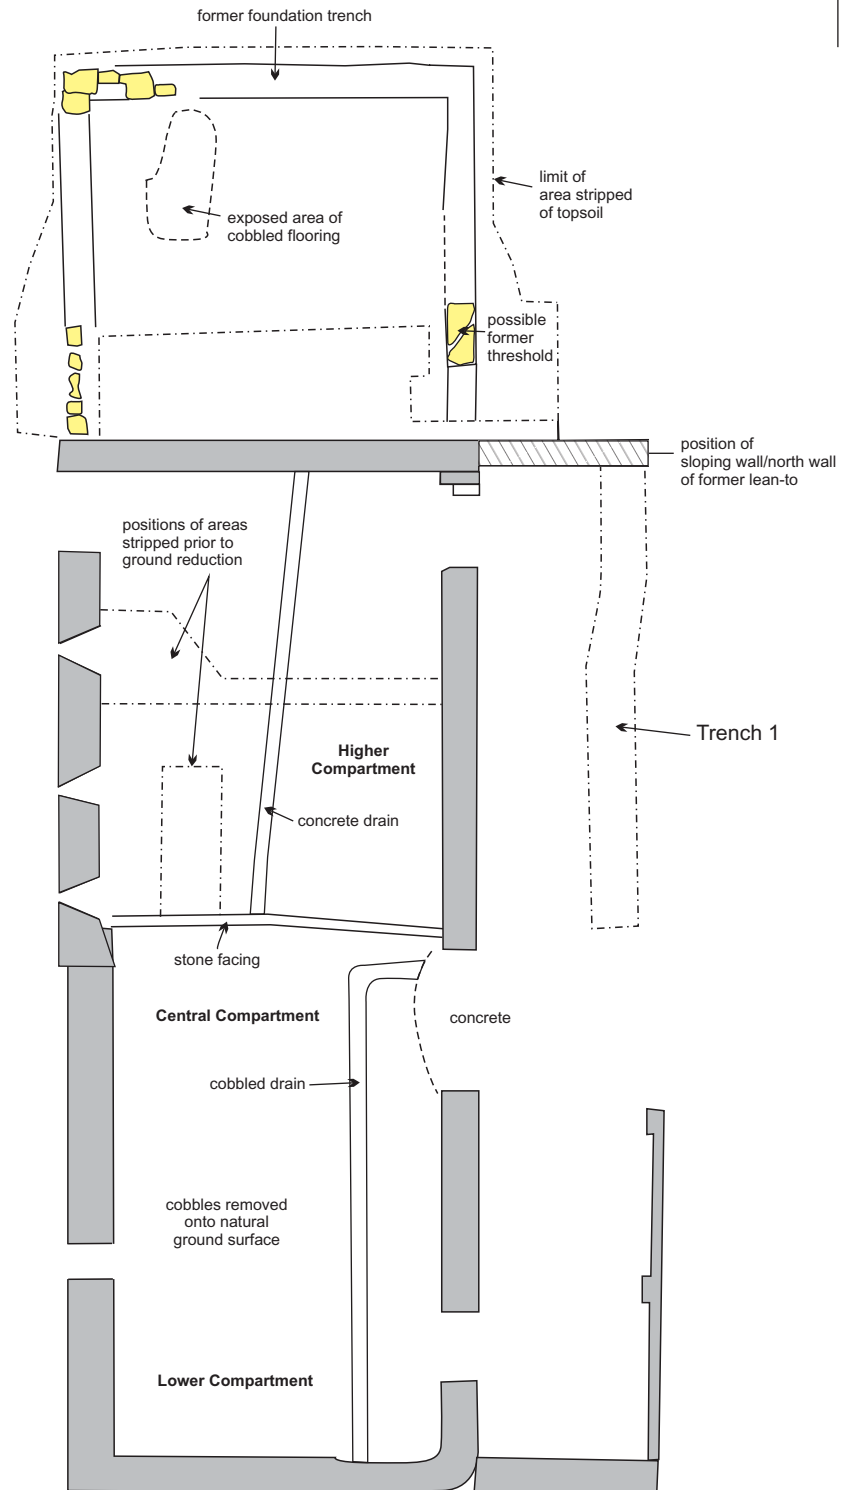 former foundation trench
limit of
area stripped
of topsoil
exposed area of
cobbled flooring
possible
former
threshold
position of
sloping wall/north wall
of former lean-to
positions of areas
stripped prior to
ground reduction
Trench 1
Higher
Compartment
concrete drain
stone facing
Central Compartment
concrete
cobbled drain
cobbles removed
onto natural
ground surface
Lower Compartment